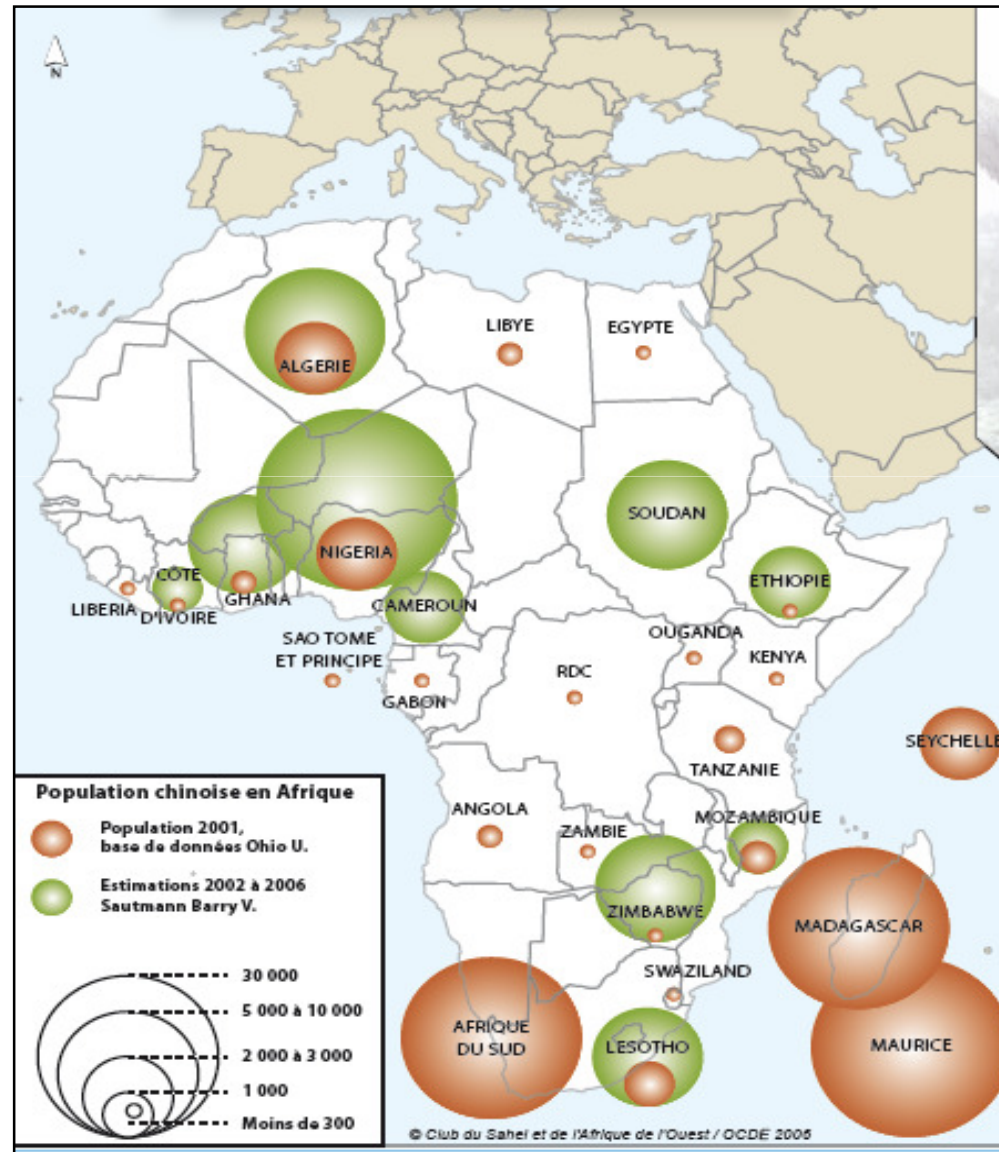 N
LIBYE
EGYPTE
ALGERIE
SOUDAN
NIGERIA
ETHIOPIE
CÔTE
D'IVOIRE
LIBERIA
GHANA
CAMEROUN
SAO TOME
ET PRINCIPE
GABON
OUGANDA
KENYA
RDC
SEYCHELLE
TANZANIE
ANGOLA
ZAMBIE
MOZAMBIQUE
ZIMBABWE
MADAGASCAR
SWAZILAND
AFRIQUE
DU SUD
LESOTHO
MAURICE
Population chinoise en Afrique
Population 2001,
base de données Ohio U.
Estimations 2002 à 2006
Sautmann Barry V.
30 000
5 000 à 10 000
2 000 à 3 000
1 000
Moins de 300
© Club du Sahel et de l'Afrique de l'Ouest / OCDE 2006